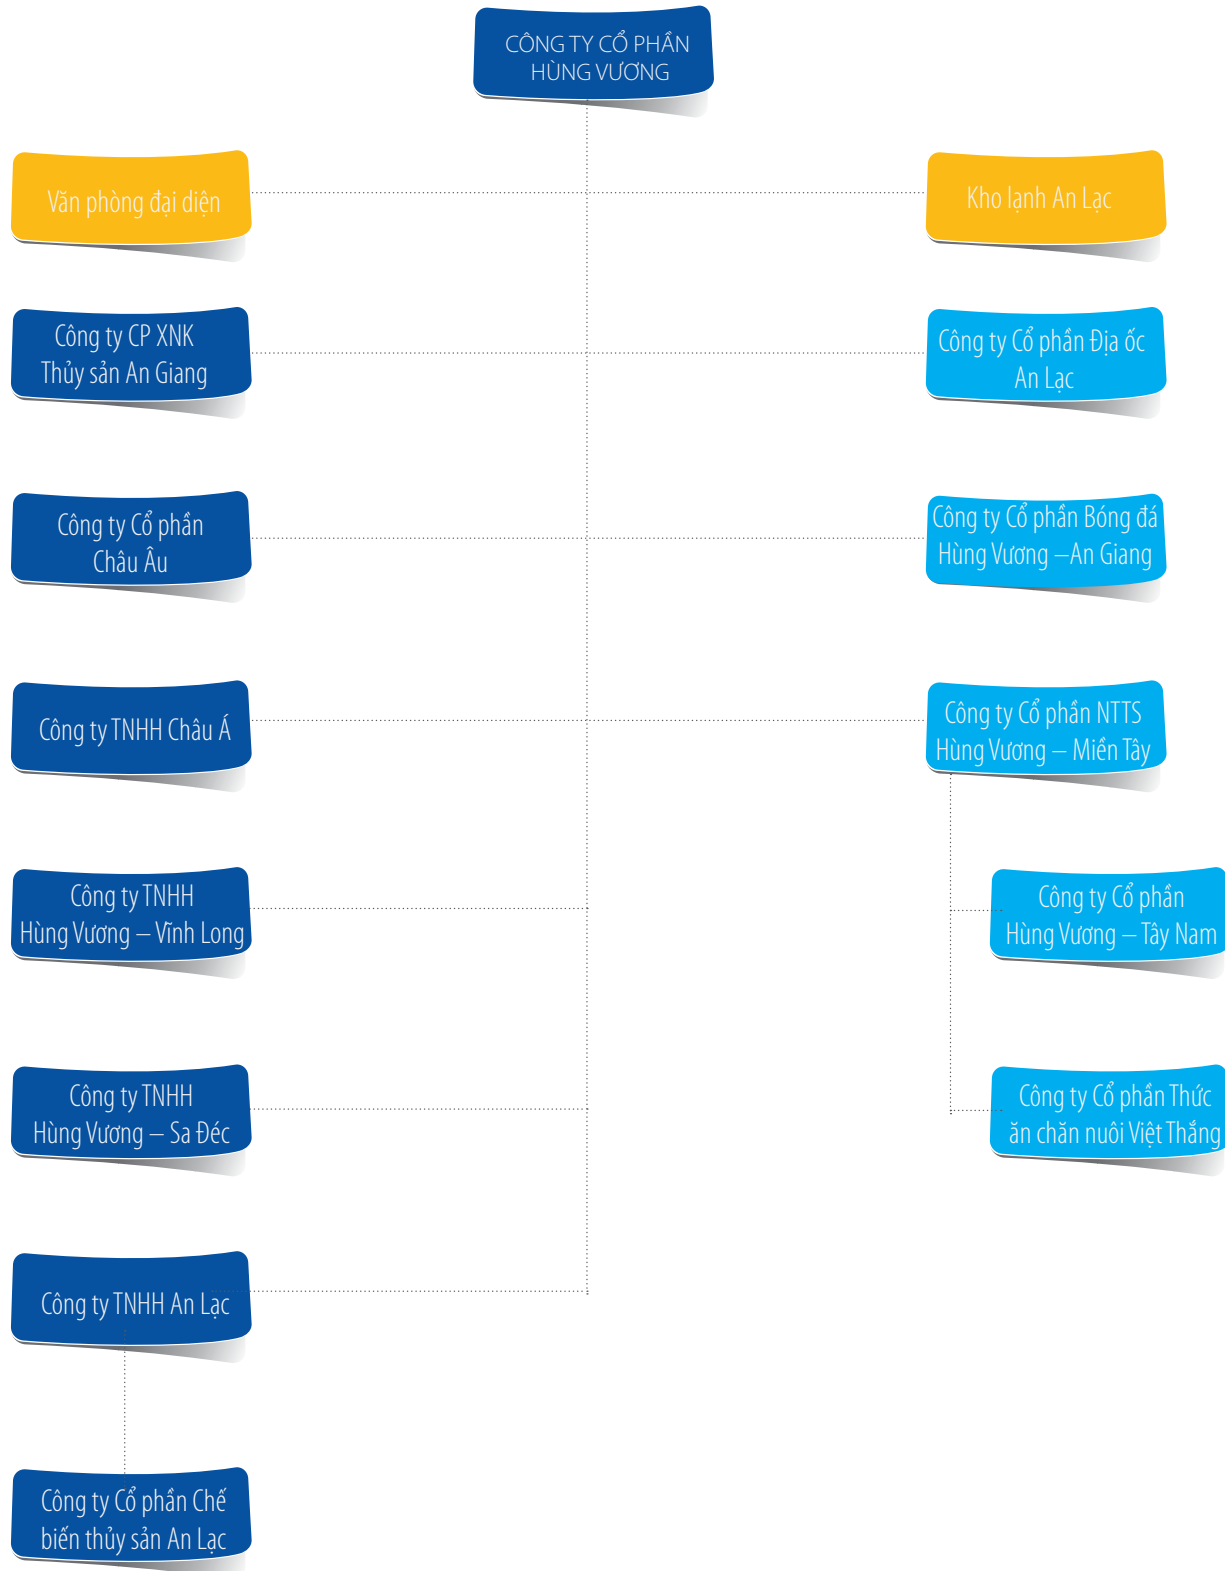 CÔNG TY CỔ PHẦN
HÙNG VƯƠNG
Văn phòng đại diện
Kho lạnh An Lạc
Công ty CP XNK
Thủy sản An Giang
Công ty Cổ phần Địa ốc
An Lạc
Công ty Cổ phần
Châu Âu
Công ty Cổ phần Bóng đá
Hùng Vương –An Giang
Công ty TNHH Châu Á
Công ty Cổ phần NTTS
Hùng Vương – Miền Tây
Công ty TNHH
Hùng Vương – Vĩnh Long
Công ty Cổ phần
Hùng Vương – Tây Nam
Công ty TNHH
Hùng Vương – Sa Đéc
Công ty Cổ phần Thức
ăn chăn nuôi Việt Thắng
Công ty TNHH An Lạc
Công ty Cổ phần Chế
biến thủy sản An Lạc